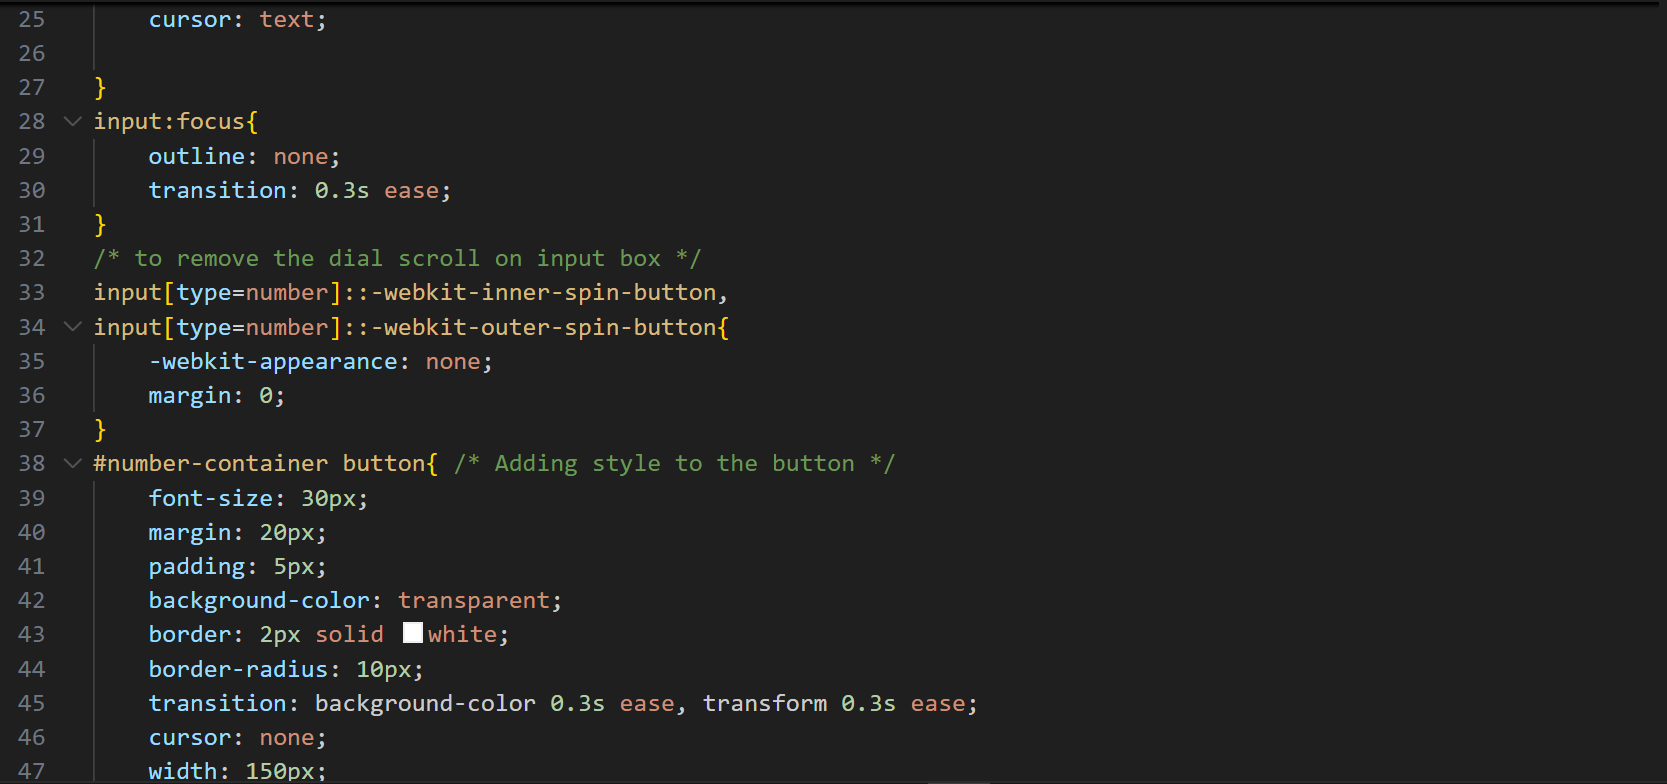 25 cursor: text;
26
27 }
28 input:focus{
29 outline: none;
30 transition: 0.3s ease;
31 }
32 /* to remove the dial scroll on input box */
33 input[type=number]::-webkit-inner-spin-button,
34 input[type=number]::-webkit-outer-spin-button{
35 -webkit-appearance: none;
36 margin: 0;
37 }
38 #number-container button{ /* Adding style to the button */
39 font-size: 30px;
40 margin: 20px;
41 padding: 5px;
42 background-color: transparent;
43 border: 2px solid white;
44 border-radius: 10px;
45 transition: background-color 0.3s ease, transform 0.3s ease;
46 cursor: none;
47 width: 150px;